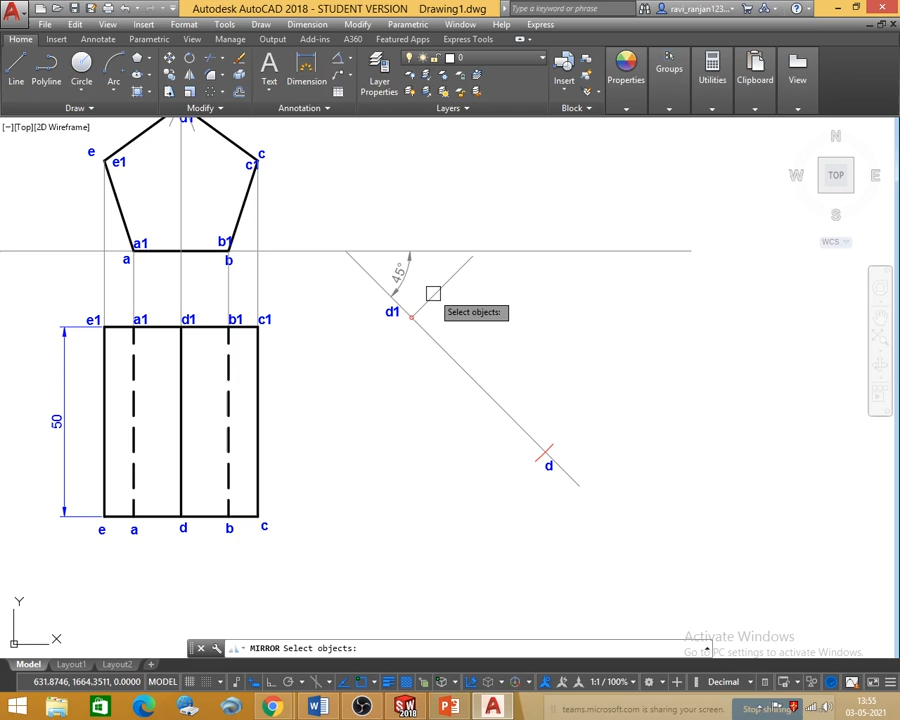 Autodesk AutoCAD 2018 - STUDENT VERSION Drawing1.dwg
Type a keyword or phrase
ravi_ranjan123...
File Edit View Insert Format Tools Draw Dimension Modify Parametric Window Help Express
Home Insert Annotate Parametric View Manage Output Add-ins A360 Featured Apps Express Tools
Line Polyline Circle Arc
Text Dimension
Layer Properties
0
Insert
Properties Groups Utilities Clipboard View
Draw Modify Annotation Layers Block
[−][Top][2D Wireframe]
d1
e c
e1 c1
a1 b1
a b
N
W TOP E
S
WCS
45°
d1
Select objects:
e1 a1 d1 b1 c1
50
d
e a d b c
Y
X
MIRROR Select objects:
Activate Windows
Go to PC settings to activate Windows.
Model Layout1 Layout2 +
631.8746, 1664.3511, 0.0000 MODEL
1:1 / 100%
Decimal
SW
2018
teams.microsoft.com is sharing your screen.
Stop sharing
13:55
03-05-2021